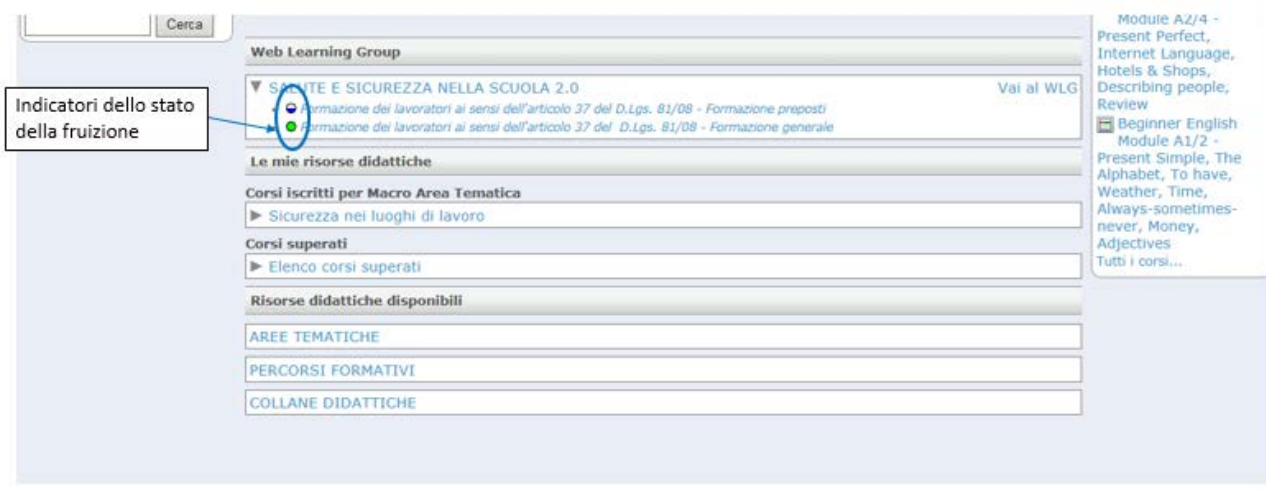 Cerca
Indicatori dello stato
della fruizione
Web Learning Group
SALUTE E SICUREZZA NELLA SCUOLA 2.0
Vai al WLG
Formazione dei lavoratori ai sensi dell'articolo 37 del D.Lgs. 81/08 - Formazione preposti
Formazione dei lavoratori ai sensi dell'articolo 37 del D.Lgs. 81/08 - Formazione generale
Le mie risorse didattiche
Corsi iscritti per Macro Area Tematica
Sicurezza nei luoghi di lavoro
Corsi superati
Elenco corsi superati
Risorse didattiche disponibili
AREE TEMATICHE
PERCORSI FORMATIVI
COLLANE DIDATTICHE
Module A2/4 -
Present Perfect,
Internet Language,
Hotels & Shops,
Describing people,
Review
Beginner English
Module A1/2 -
Present Simple, The
Alphabet, To have,
Weather, Time,
Always-sometimes-
never, Money,
Adjectives
Tutti i corsi...